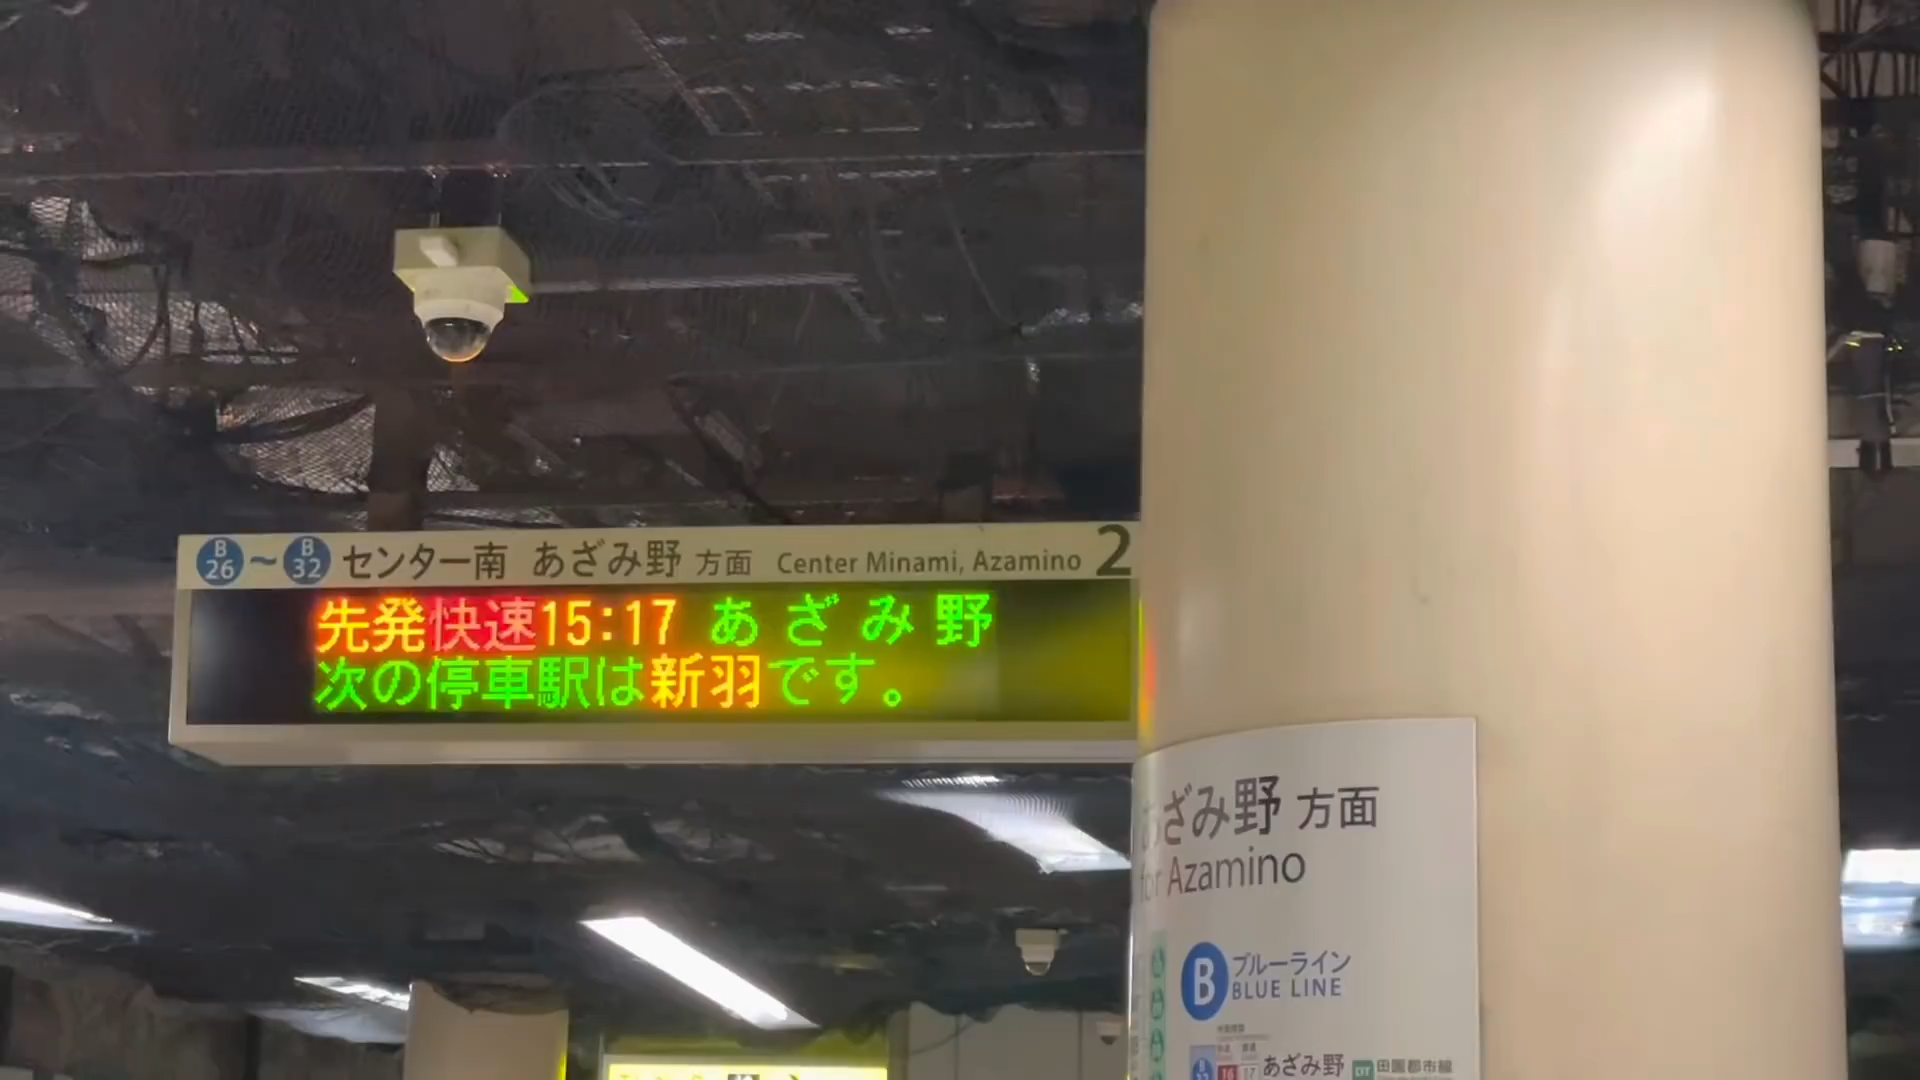 B 26 ～ B 32 センター南 あざみ野 方面 Center Minami, Azamino 2
先発快速15:17 あざみ野
次の停車駅は新羽です。
あざみ野 方面
for Azamino
B ブルーライン
BLUE LINE
あざみ野 DT 田園都市線